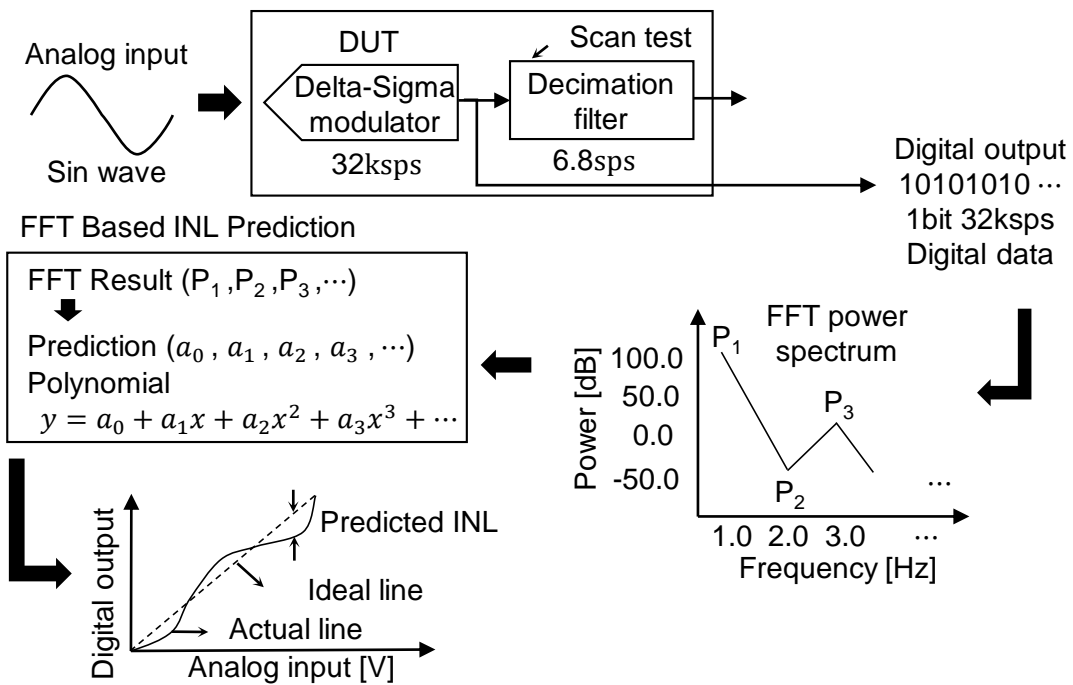 Analog input
Sin wave
DUT
Scan test
Delta-Sigma
modulator
32ksps
Decimation
filter
6.8sps
Digital output
10101010 ⋯
1bit 32ksps
Digital data
FFT Based INL Prediction
FFT Result (P₁ ,P₂ ,P₃ ,⋯)
Prediction (a₀ , a₁ , a₂ , a₃ , ⋯)
Polynomial
y = a₀ + a₁x + a₂x² + a₃x³ + ⋯
FFT power
spectrum
Power [dB]
100.0
50.0
0.0
-50.0
P₁
P₂
P₃
⋯
1.0 2.0 3.0 ⋯
Frequency [Hz]
Digital output
Predicted INL
Ideal line
Actual line
Analog input [V]